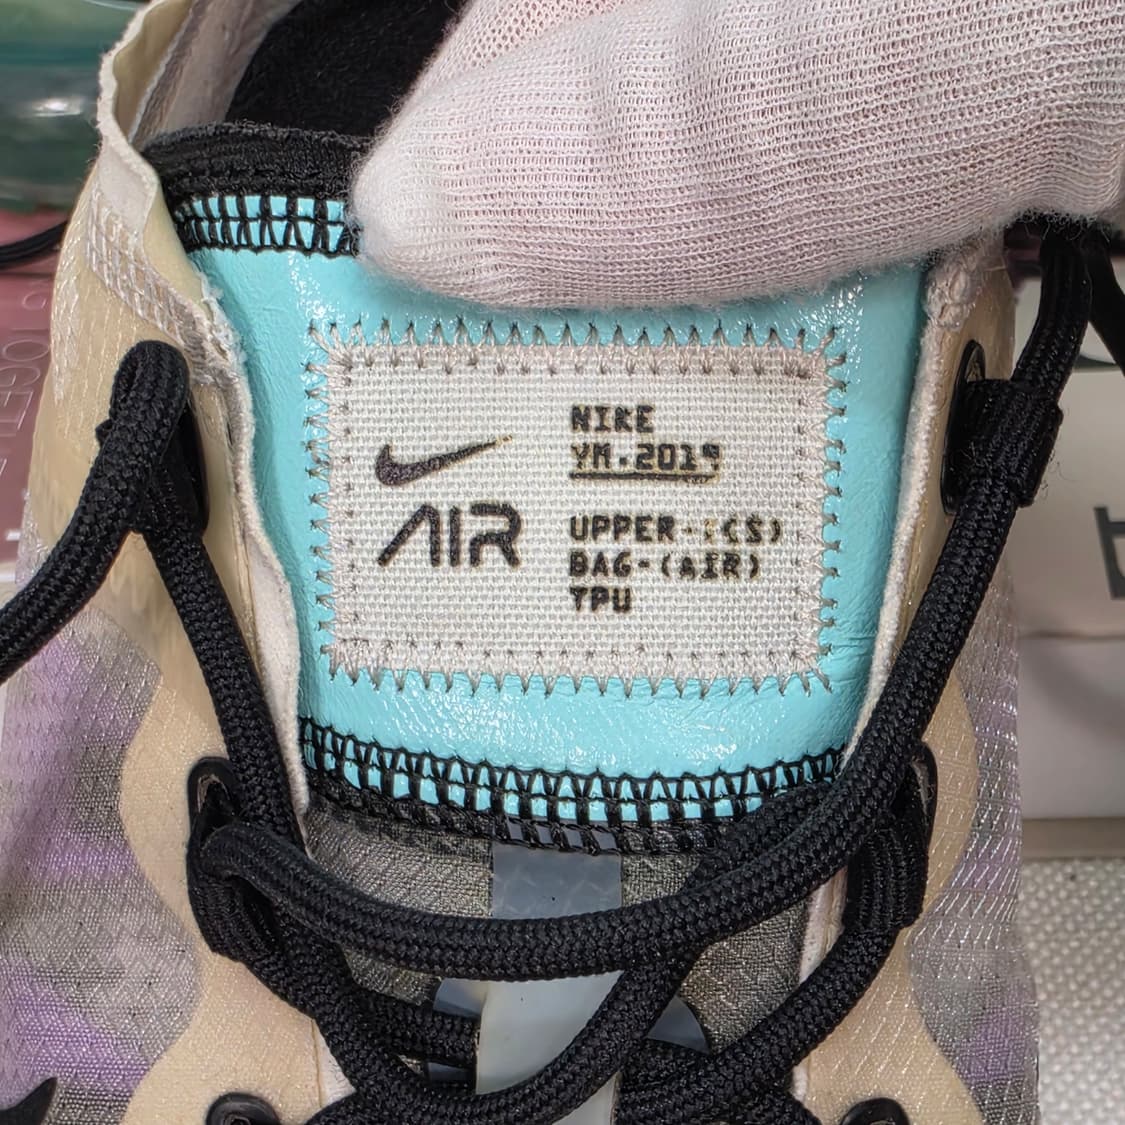 NIKE
YM.2019
AIR
UPPER-
BAG-(AIR)
TPU